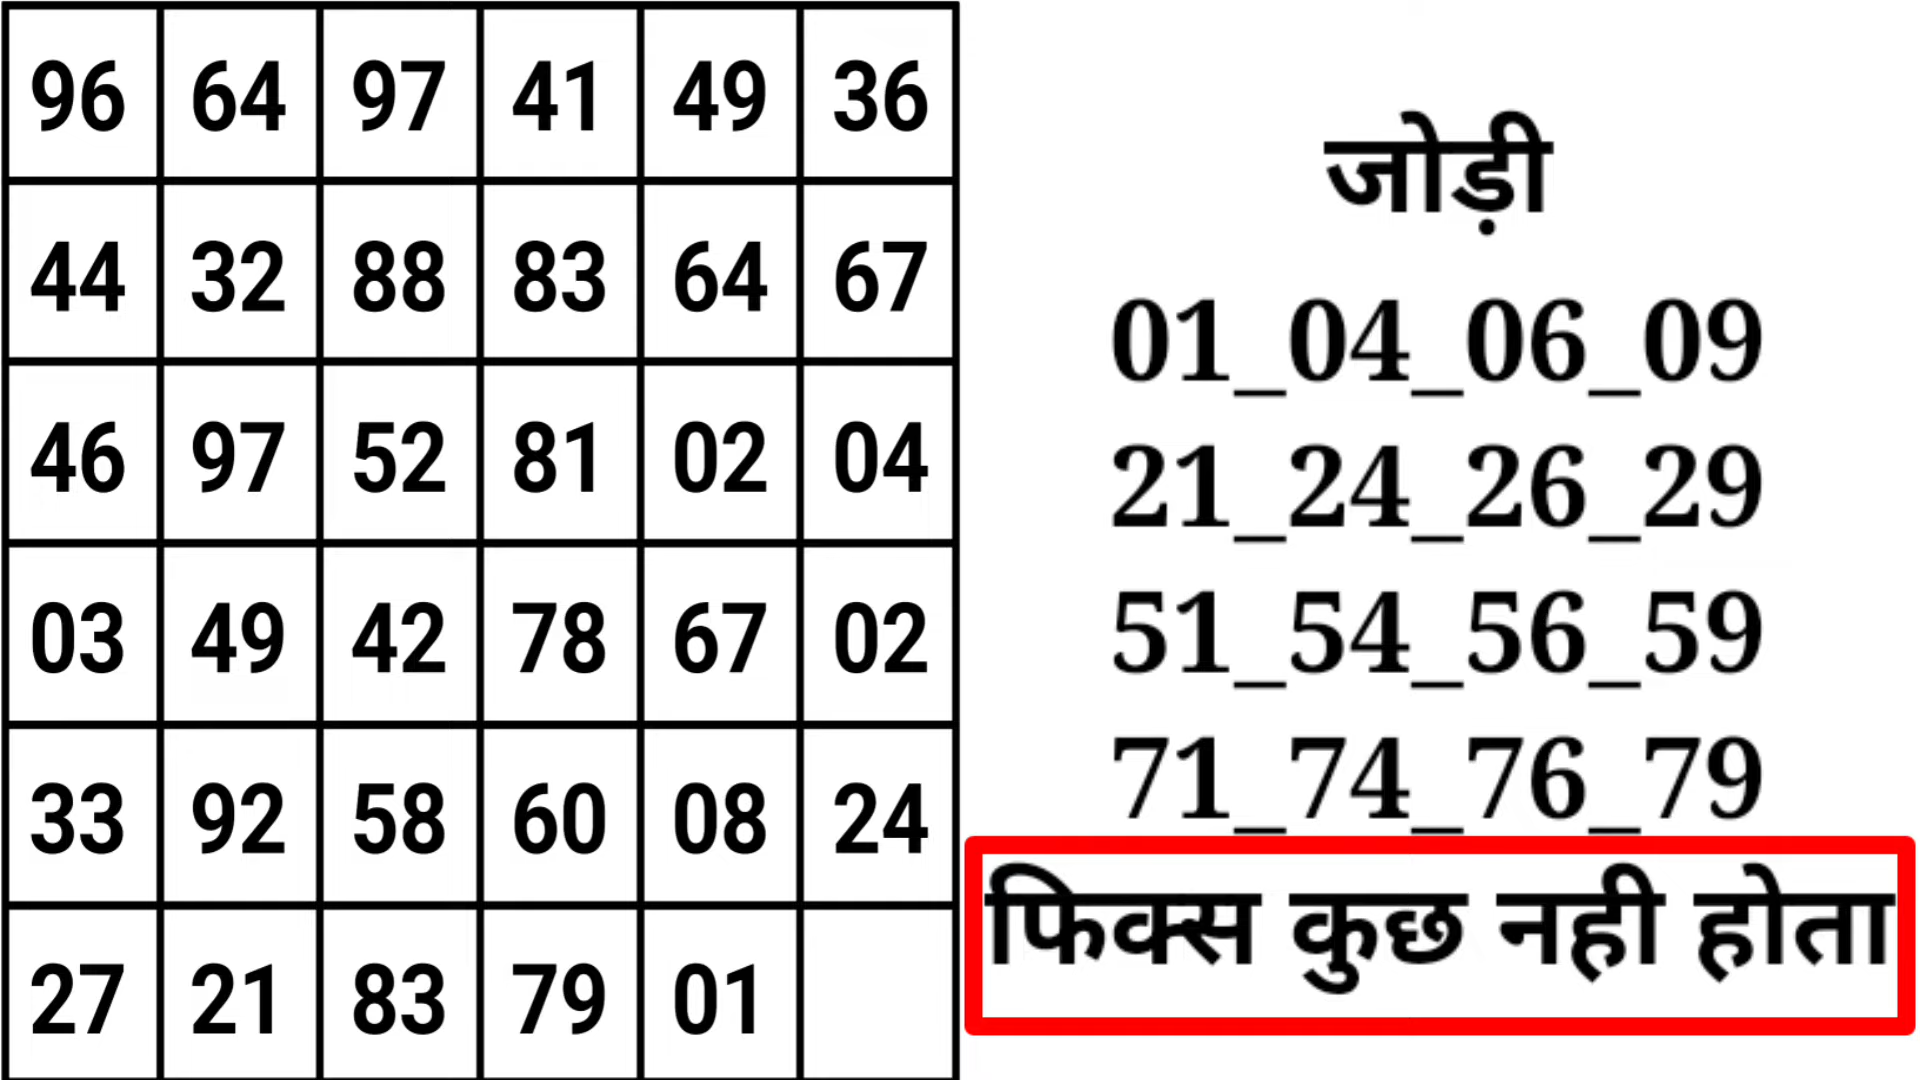 96 64 97 41 49 36
44 32 88 83 64 67
46 97 52 81 02 04
03 49 42 78 67 02
33 92 58 60 08 24
27 21 83 79 01
जोड़ी
01_04_06_09
21_24_26_29
51_54_56_59
71_74_76_79
फिक्स कुछ नही होता